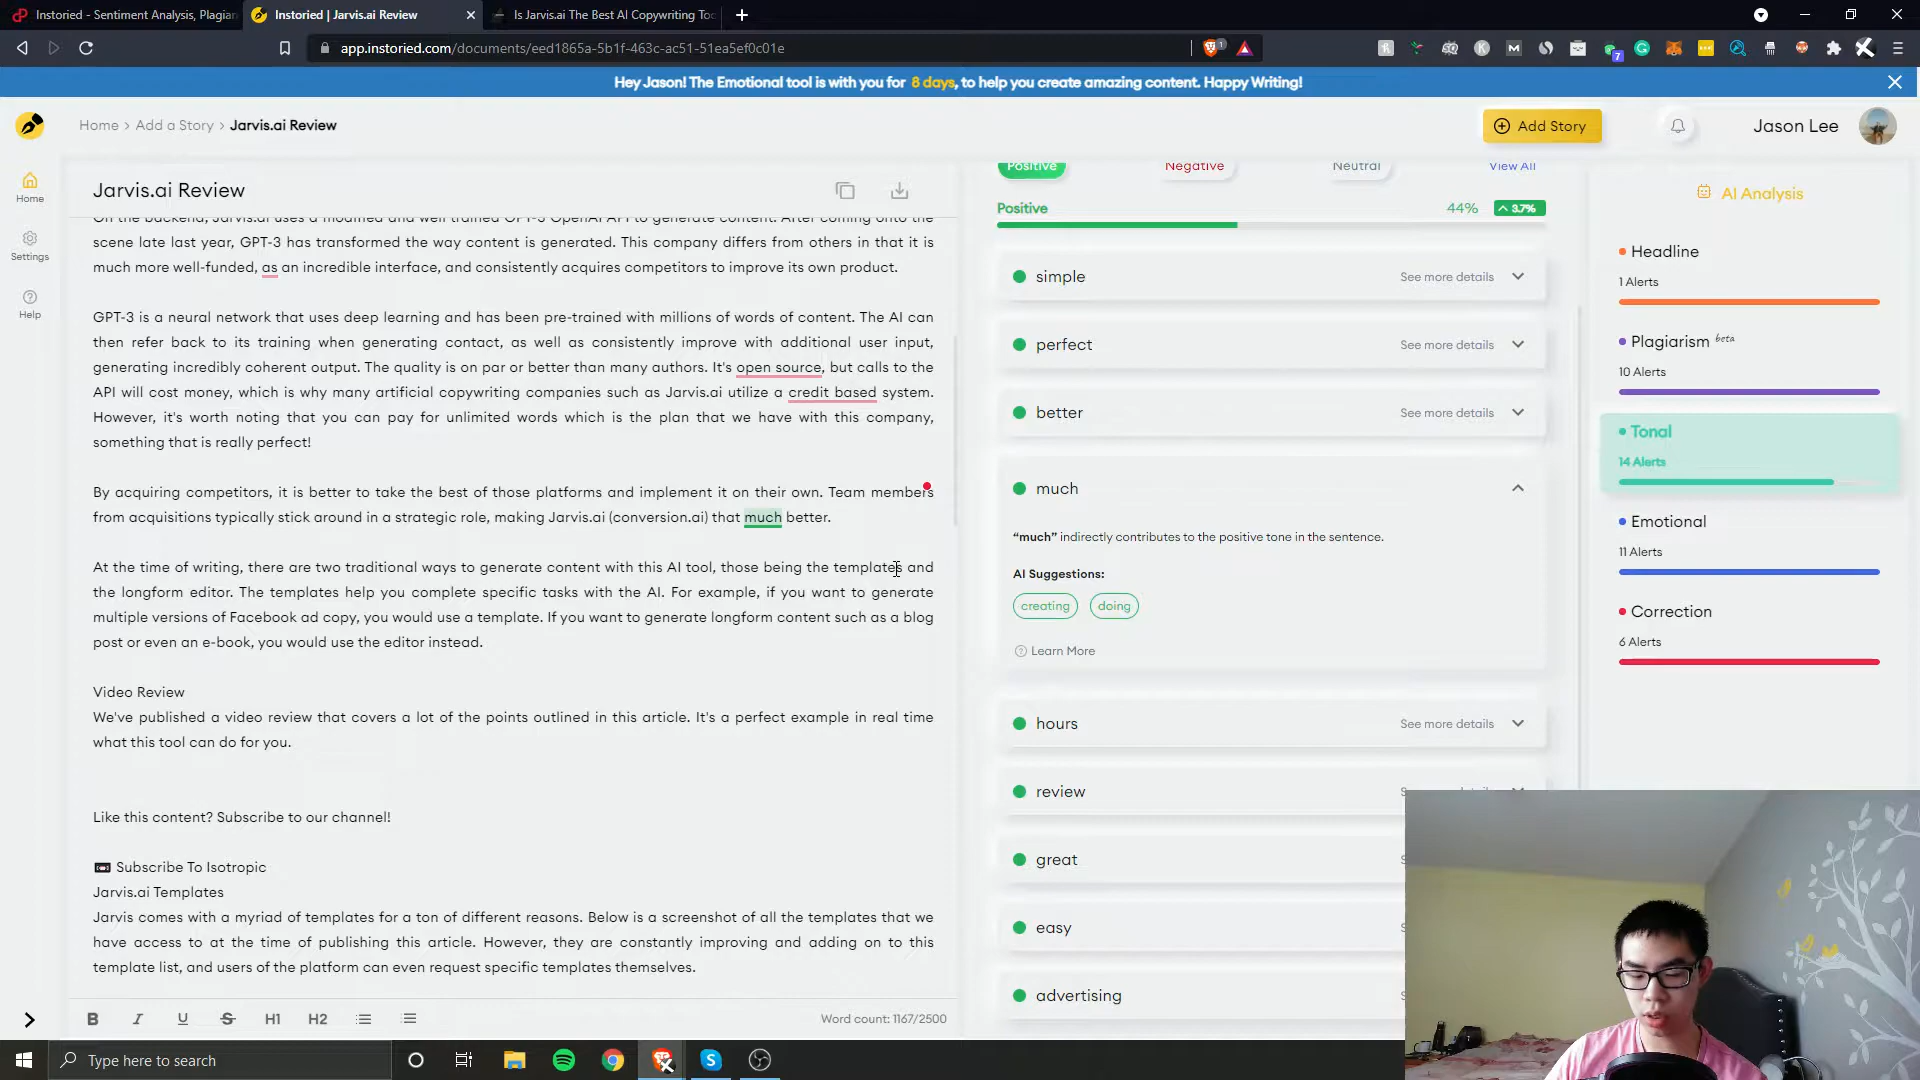 Instoried - Sentiment Analysis, Plagiar
Instoried | Jarvis.ai Review
Is Jarvis.ai The Best AI Copywriting Too
app.instoried.com/documents/eed1865a-5b1f-463c-ac51-51ea5ef0c01e
Hey Jason! The Emotional tool is with you for 8 days, to help you create amazing content. Happy Writing!
Home > Add a Story > Jarvis.ai Review
Add Story
Jason Lee
Home
Settings
Help
Jarvis.ai Review
On the backend, Jarvis.ai uses a modified and well trained GPT-3 OpenAI API to generate content. After coming onto the
scene late last year, GPT-3 has transformed the way content is generated. This company differs from others in that it is
much more well-funded, as an incredible interface, and consistently acquires competitors to improve its own product.
GPT-3 is a neural network that uses deep learning and has been pre-trained with millions of words of content. The AI can
then refer back to its training when generating contact, as well as consistently improve with additional user input,
generating incredibly coherent output. The quality is on par or better than many authors. It's open source, but calls to the
API will cost money, which is why many artificial copywriting companies such as Jarvis.ai utilize a credit based system.
However, it's worth noting that you can pay for unlimited words which is the plan that we have with this company,
something that is really perfect!
By acquiring competitors, it is better to take the best of those platforms and implement it on their own. Team members
from acquisitions typically stick around in a strategic role, making Jarvis.ai (conversion.ai) that much better.
At the time of writing, there are two traditional ways to generate content with this AI tool, those being the templates and
the longform editor. The templates help you complete specific tasks with the AI. For example, if you want to generate
multiple versions of Facebook ad copy, you would use a template. If you want to generate longform content such as a blog
post or even an e-book, you would use the editor instead.
Video Review
We've published a video review that covers a lot of the points outlined in this article. It's a perfect example in real time
what this tool can do for you.
Like this content? Subscribe to our channel!
Subscribe To Isotropic
Jarvis.ai Templates
Jarvis comes with a myriad of templates for a ton of different reasons. Below is a screenshot of all the templates that we
have access to at the time of publishing this article. However, they are constantly improving and adding on to this
template list, and users of the platform can even request specific templates themselves.
B I U S H1 H2
Word count: 1167/2500
Positive Negative Neutral View All
Positive 44% 3.7%
simple See more details
perfect See more details
better See more details
much
“much” indirectly contributes to the positive tone in the sentence.
AI Suggestions:
creating doing
Learn More
hours See more details
review
great
easy
advertising
AI Analysis
Headline
1 Alerts
Plagiarism beta
10 Alerts
Tonal
14 Alerts
Emotional
11 Alerts
Correction
6 Alerts
Type here to search